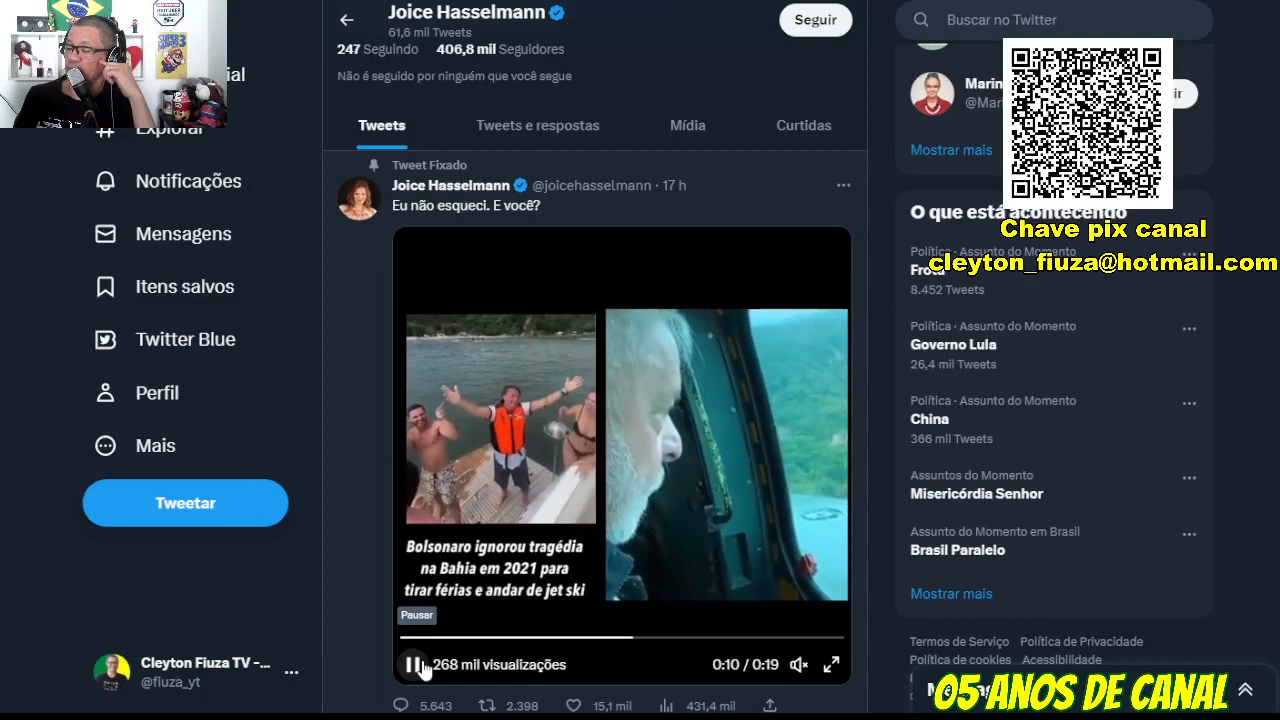 Joice Hasselmann
61,6 mil Tweets
247 Seguindo 406,8 mil Seguidores
Não é seguido por ninguém que você segue
Tweets
Tweets e respostas
Mídia
Curtidas
Tweet Fixado
Joice Hasselmann @joicehasselmann · 17 h
Eu não esqueci. E você?
Bolsonaro ignorou tragédia
na Bahia em 2021 para
tirar férias e andar de jet ski
Pausar
268 mil visualizações
0:10 / 0:19
5.643
2.398
15,1 mil
431,4 mil
Seguir
Explorar
Notificações
Mensagens
Itens salvos
Twitter Blue
Perfil
Mais
Tweetar
Cleyton Fiuza TV -...
@fiuza_yt
Buscar no Twitter
Mostrar mais
O que está acontecendo
Chave pix canal
cleyton_fiuza@hotmail.com
Política · Assunto do Momento
8.452 Tweets
Política · Assunto do Momento
Governo Lula
26,4 mil Tweets
Política · Assunto do Momento
China
366 mil Tweets
Assuntos do Momento
Misericórdia Senhor
Assunto do Momento em Brasil
Brasil Paralelo
Mostrar mais
Termos de Serviço Política de Privacidade
Política de cookies Acessibilidade
05 ANOS DE CANAL